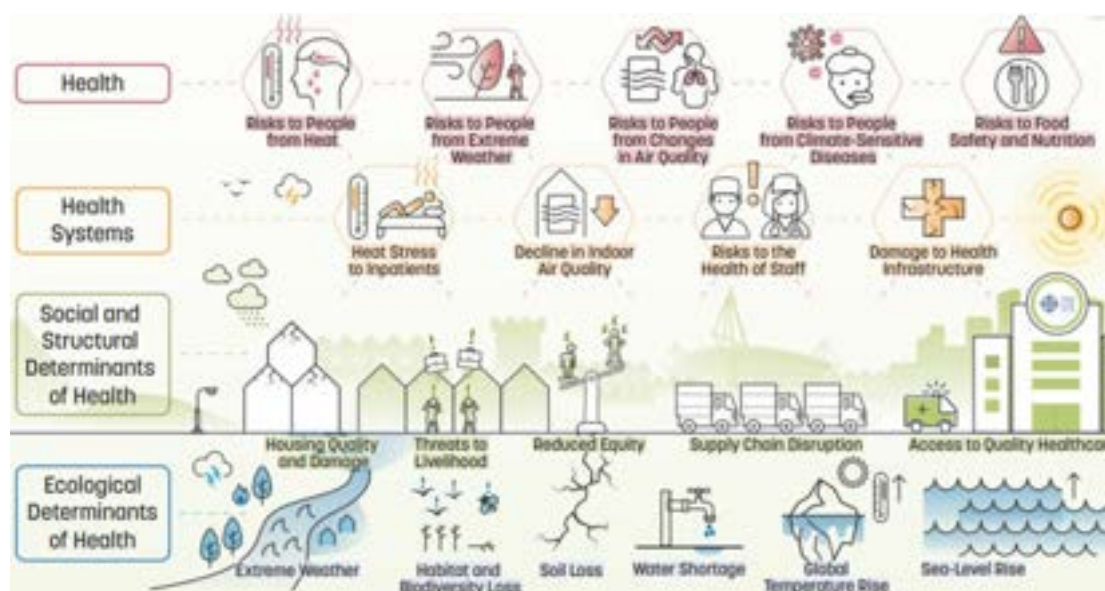 Health
Risks to People
from Heat
Risks to People
from Extreme
Weather
Risks to People
from Changes
in Air Quality
Risks to People
from Climate-Sensitive
Diseases
Risks to Food
Safety and Nutrition
Health
Systems
Heat Stress
to Inpatients
Decline in Indoor
Air Quality
Risks to the
Health of Staff
Damage to Health
Infrastructure
Social and
Structural
Determinants
of Health
Housing Quality
and Damage
Threats to
Livelihood
Reduced Equity
Supply Chain Disruption
Access to Quality Healthcar
Ecological
Determinants
of Health
Extreme Weather
Habitat and
Biodiversity Loss
Soil Loss
Water Shortage
Global
Temperature Rise
Sea-Level Rise